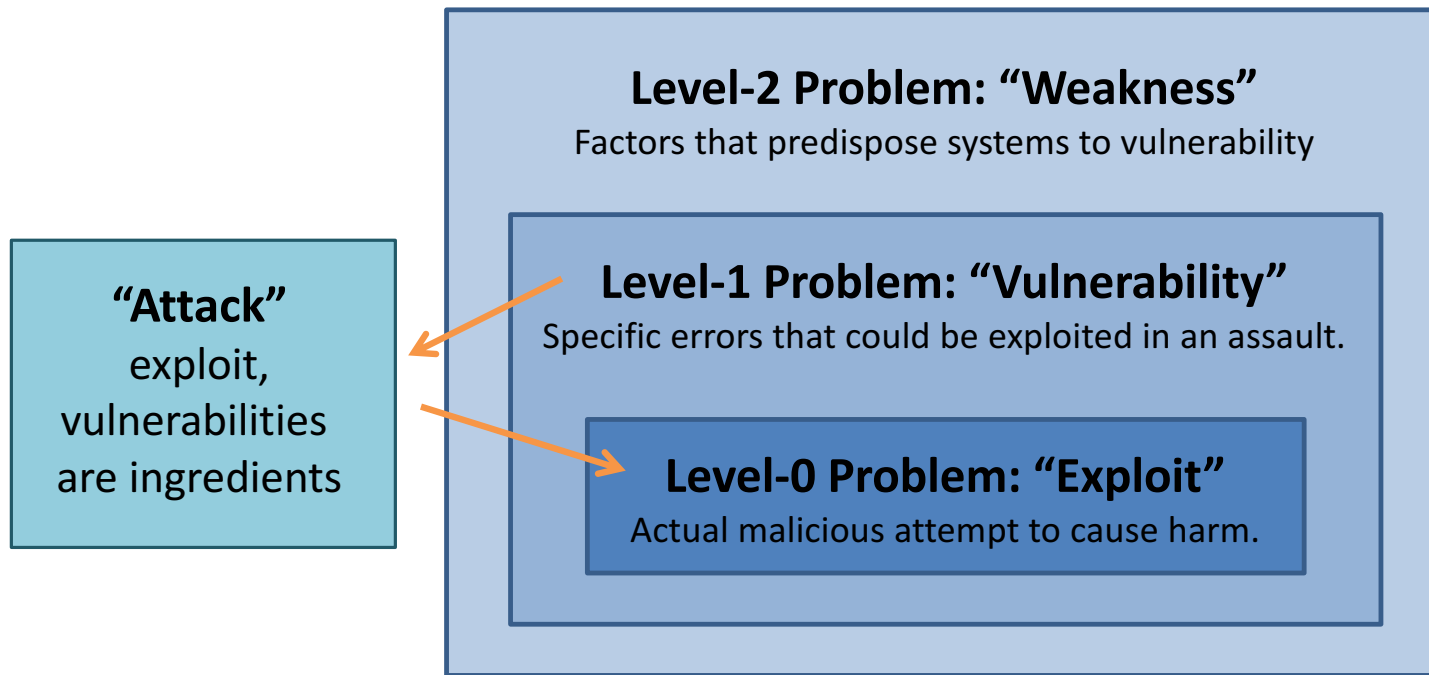 Level-2 Problem: “Weakness”
Factors that predispose systems to vulnerability
Level-1 Problem: “Vulnerability”
Specific errors that could be exploited in an assault.
Level-0 Problem: “Exploit”
Actual malicious attempt to cause harm.
“Attack”
exploit,
vulnerabilities
are ingredients